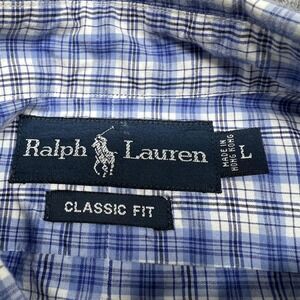 Ralph Lauren
MADE IN
HONG KONG
L
CLASSIC FIT